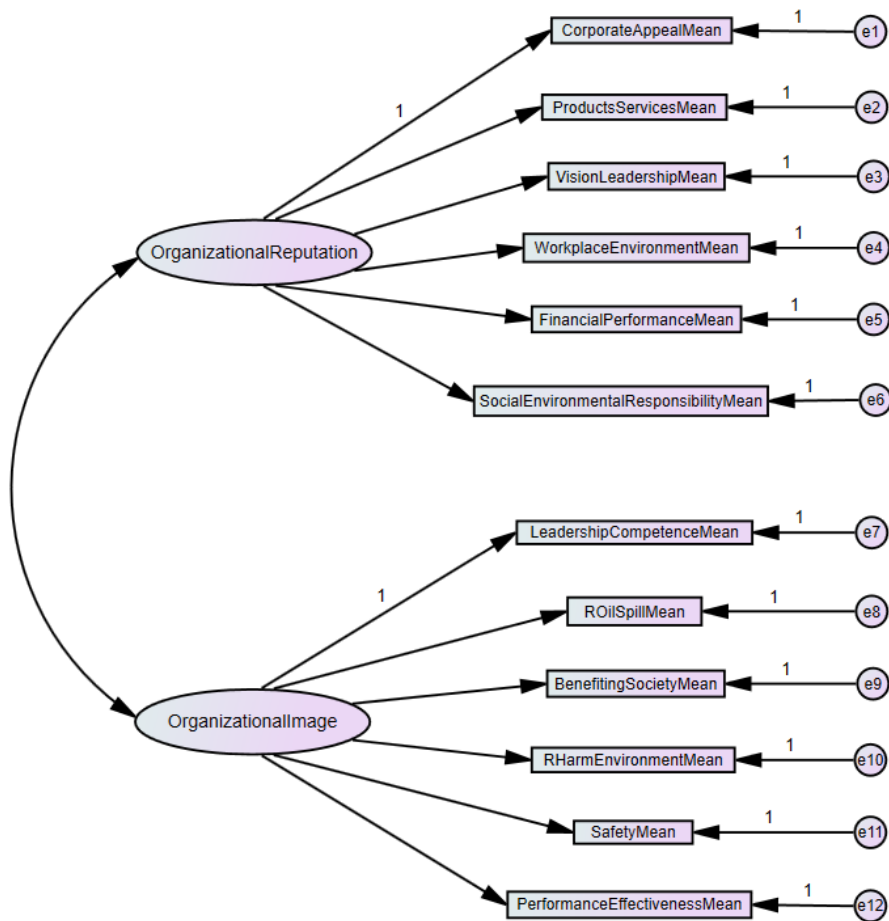 CorporateAppealMean 1 e1
1
ProductsServicesMean 1 e2
VisionLeadershipMean 1 e3
OrganizationalReputation
WorkplaceEnvironmentMean 1 e4
FinancialPerformanceMean 1 e5
SocialEnvironmentalResponsibilityMean 1 e6
LeadershipCompetenceMean 1 e7
1
ROilSpillMean 1 e8
BenefitingSocietyMean 1 e9
OrganizationalImage
RHarmEnvironmentMean 1 e10
SafetyMean 1 e11
PerformanceEffectivenessMean 1 e12